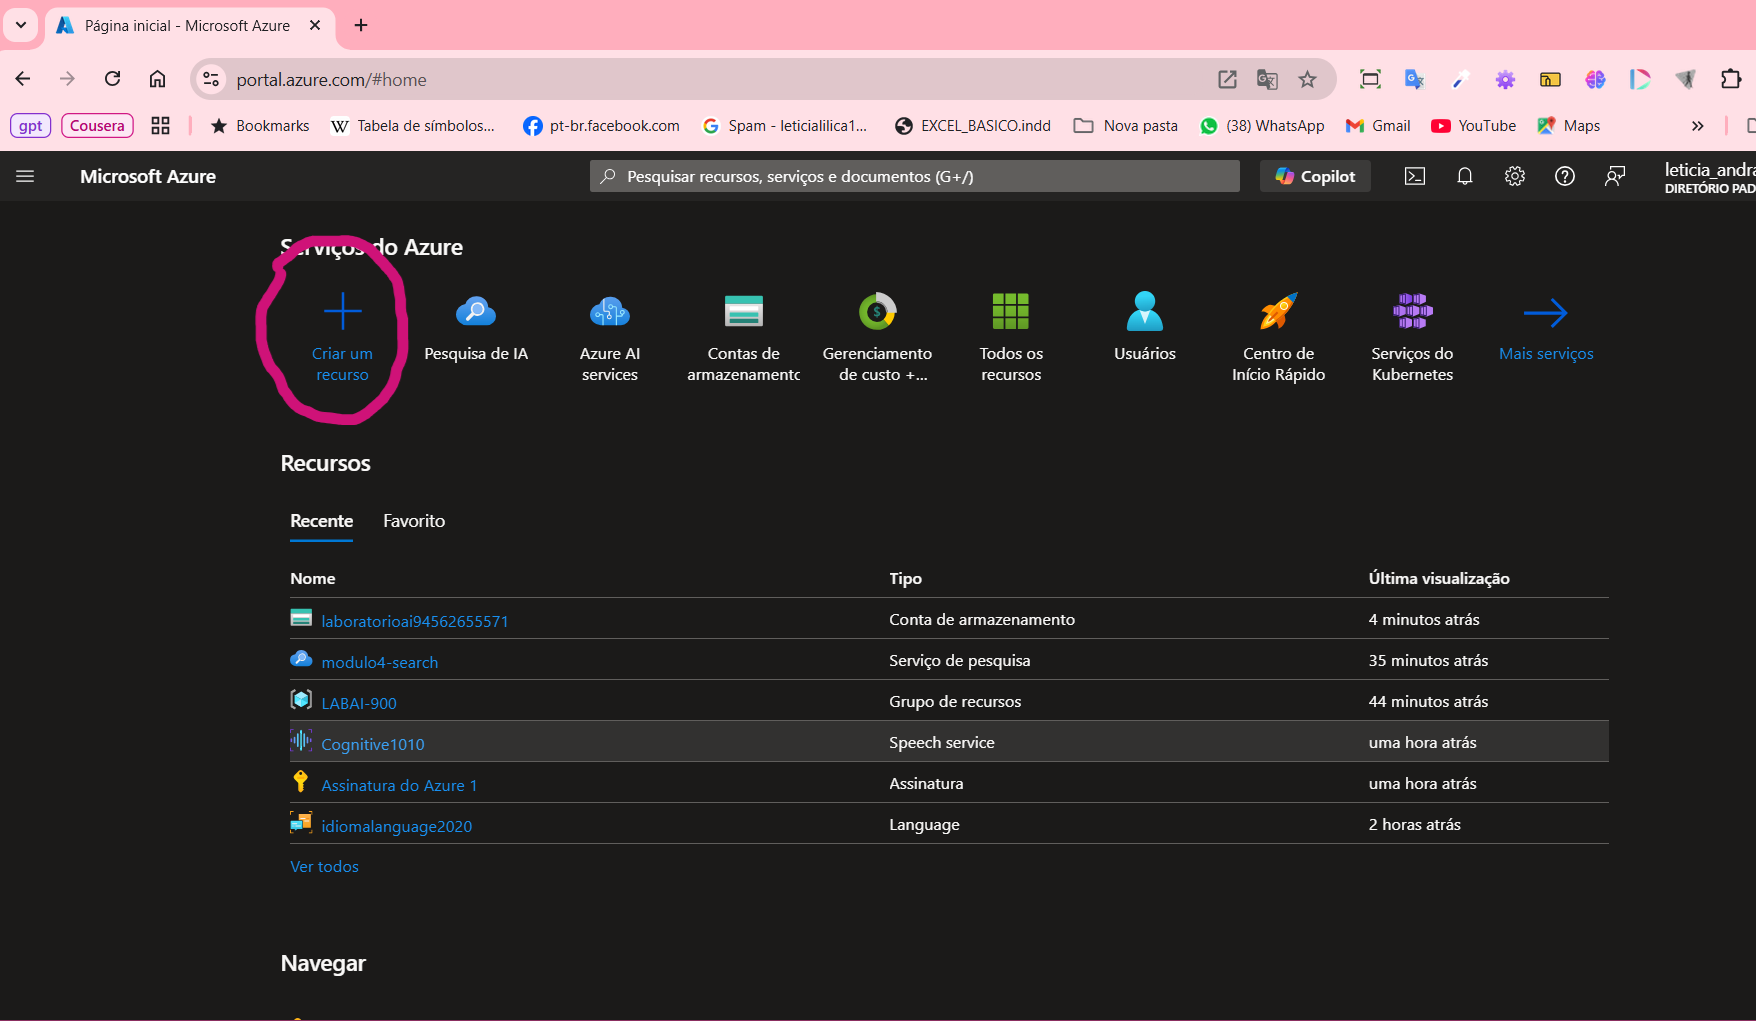 Página inicial - Microsoft Azure
portal.azure.com/#home
gpt
Cousera
Bookmarks
Tabela de símbolos...
pt-br.facebook.com
Spam - leticialilica1...
EXCEL_BASICO.indd
Nova pasta
(38) WhatsApp
Gmail
YouTube
Maps
Microsoft Azure
Pesquisar recursos, serviços e documentos (G+/)
Copilot
leticia_andra
DIRETÓRIO PAD
Serviços do Azure
Criar um
recurso
Pesquisa de IA
Azure AI
services
Contas de
armazenamento
Gerenciamento
de custo +...
Todos os
recursos
Usuários
Centro de
Início Rápido
Serviços do
Kubernetes
Mais serviços
Recursos
Recente
Favorito
Nome
Tipo
Última visualização
laboratorioai94562655571
Conta de armazenamento
4 minutos atrás
modulo4-search
Serviço de pesquisa
35 minutos atrás
LABAI-900
Grupo de recursos
44 minutos atrás
Cognitive1010
Speech service
uma hora atrás
Assinatura do Azure 1
Assinatura
uma hora atrás
idiomalanguage2020
Language
2 horas atrás
Ver todos
Navegar